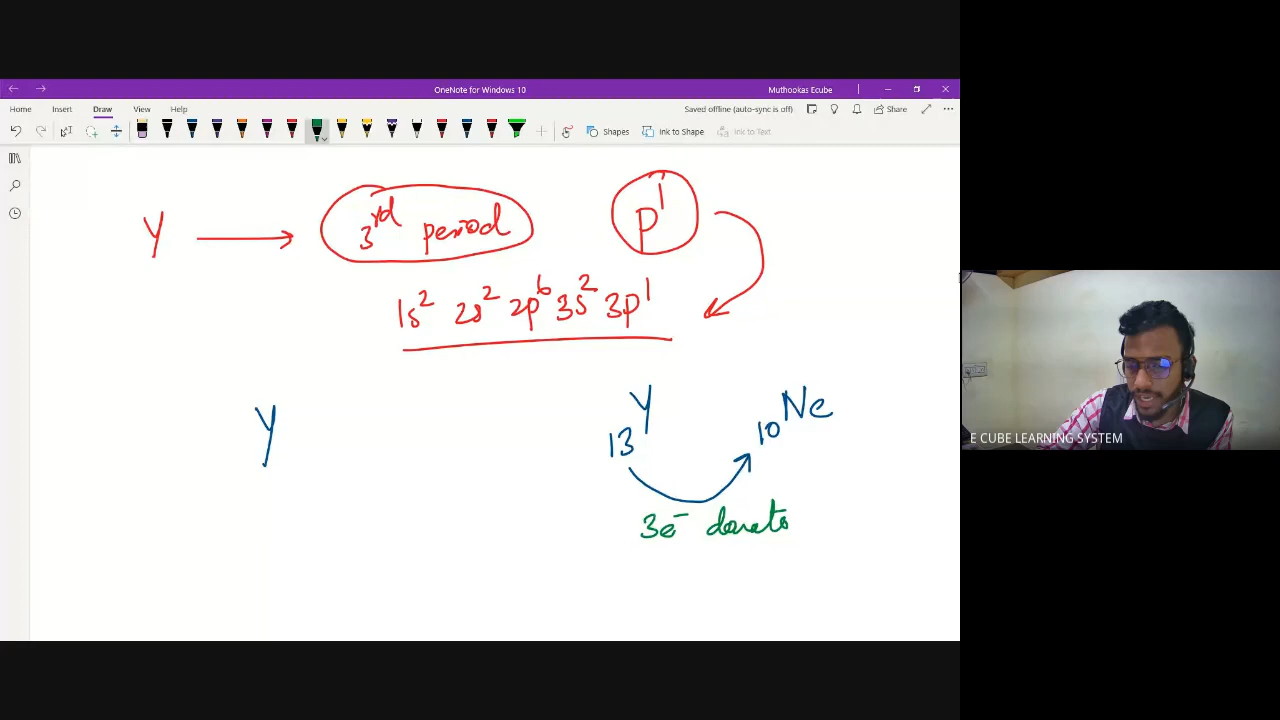 OneNote for Windows 10
Muthookas Ecube
Home Insert Draw View Help
Saved offline (auto-sync is off)
Share
Shapes
Ink to Shape
Ink to Text
Y → 3rd period p¹
1s² 2s² 2p⁶ 3s² 3p¹
Y
₁₃Y ₁₀Ne
3e⁻ donate
E CUBE LEARNING SYSTEM